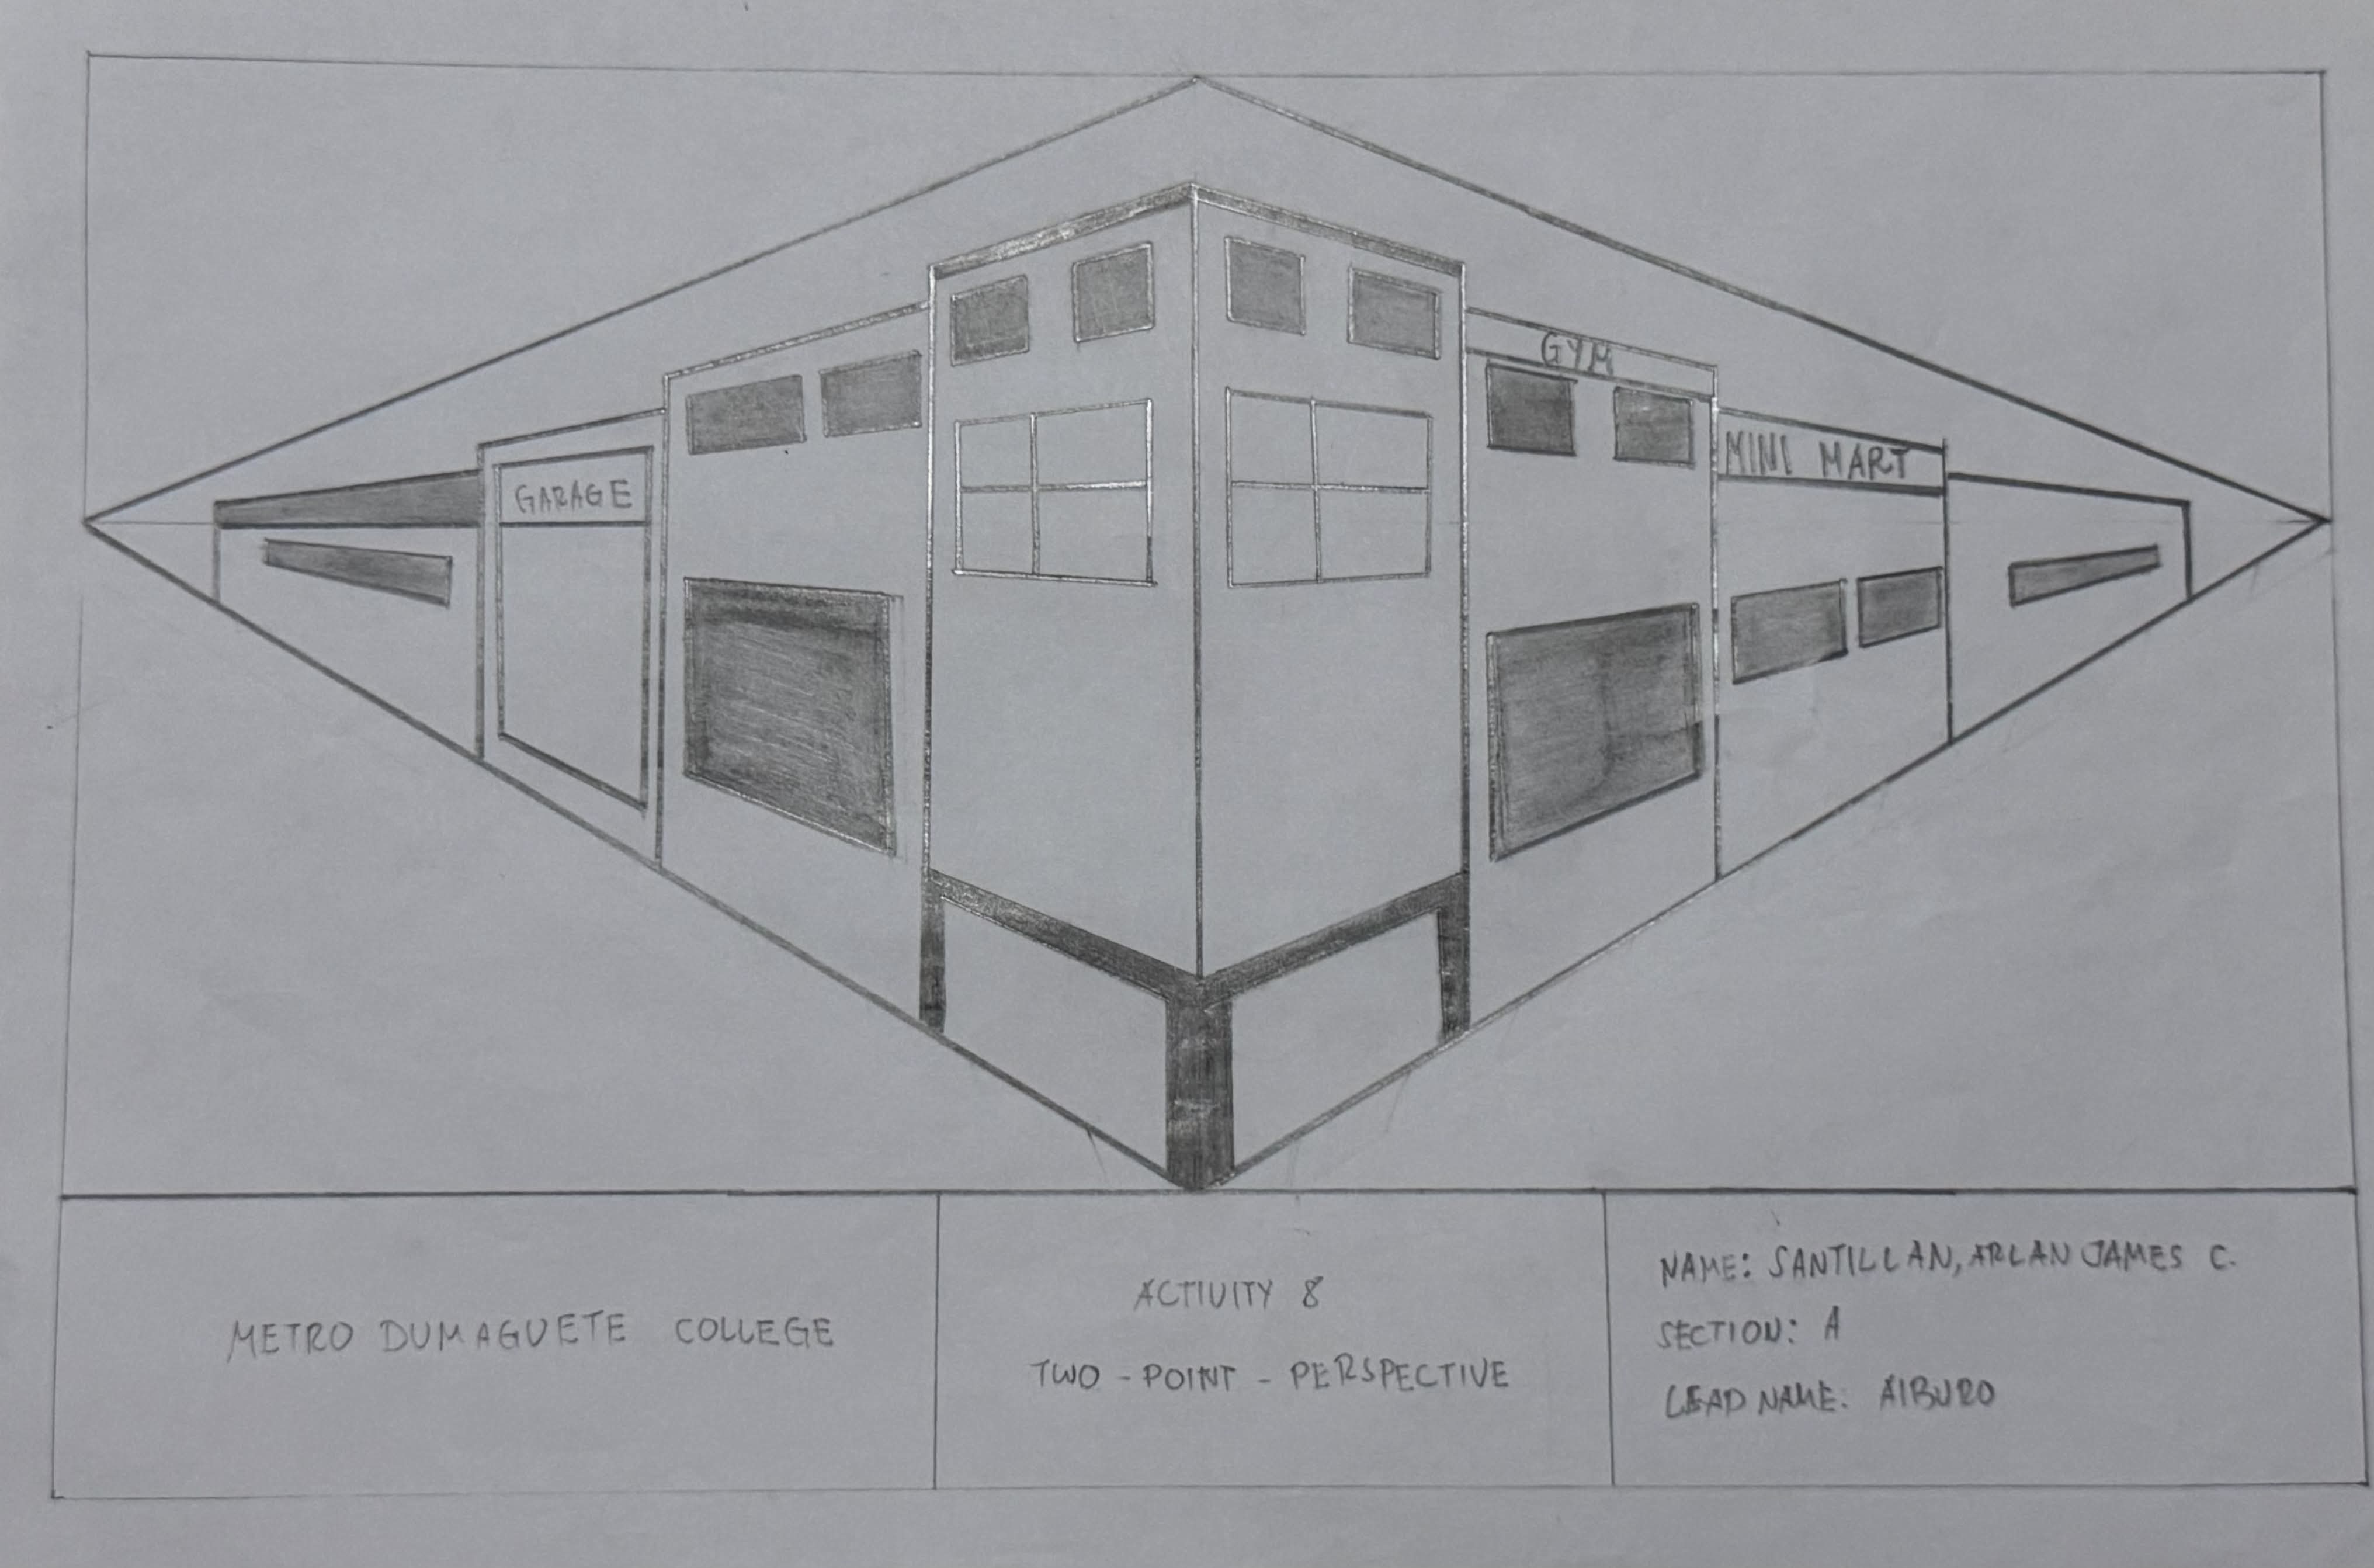 GYM
MINI MART
GARAGE
METRO DUMAGUETE COLLEGE
ACTIVITY 8
TWO - POINT - PERSPECTIVE
NAME: SANTILLAN, ARLAN JAMES C.
SECTION: A
LEAD NAME: AIBURO